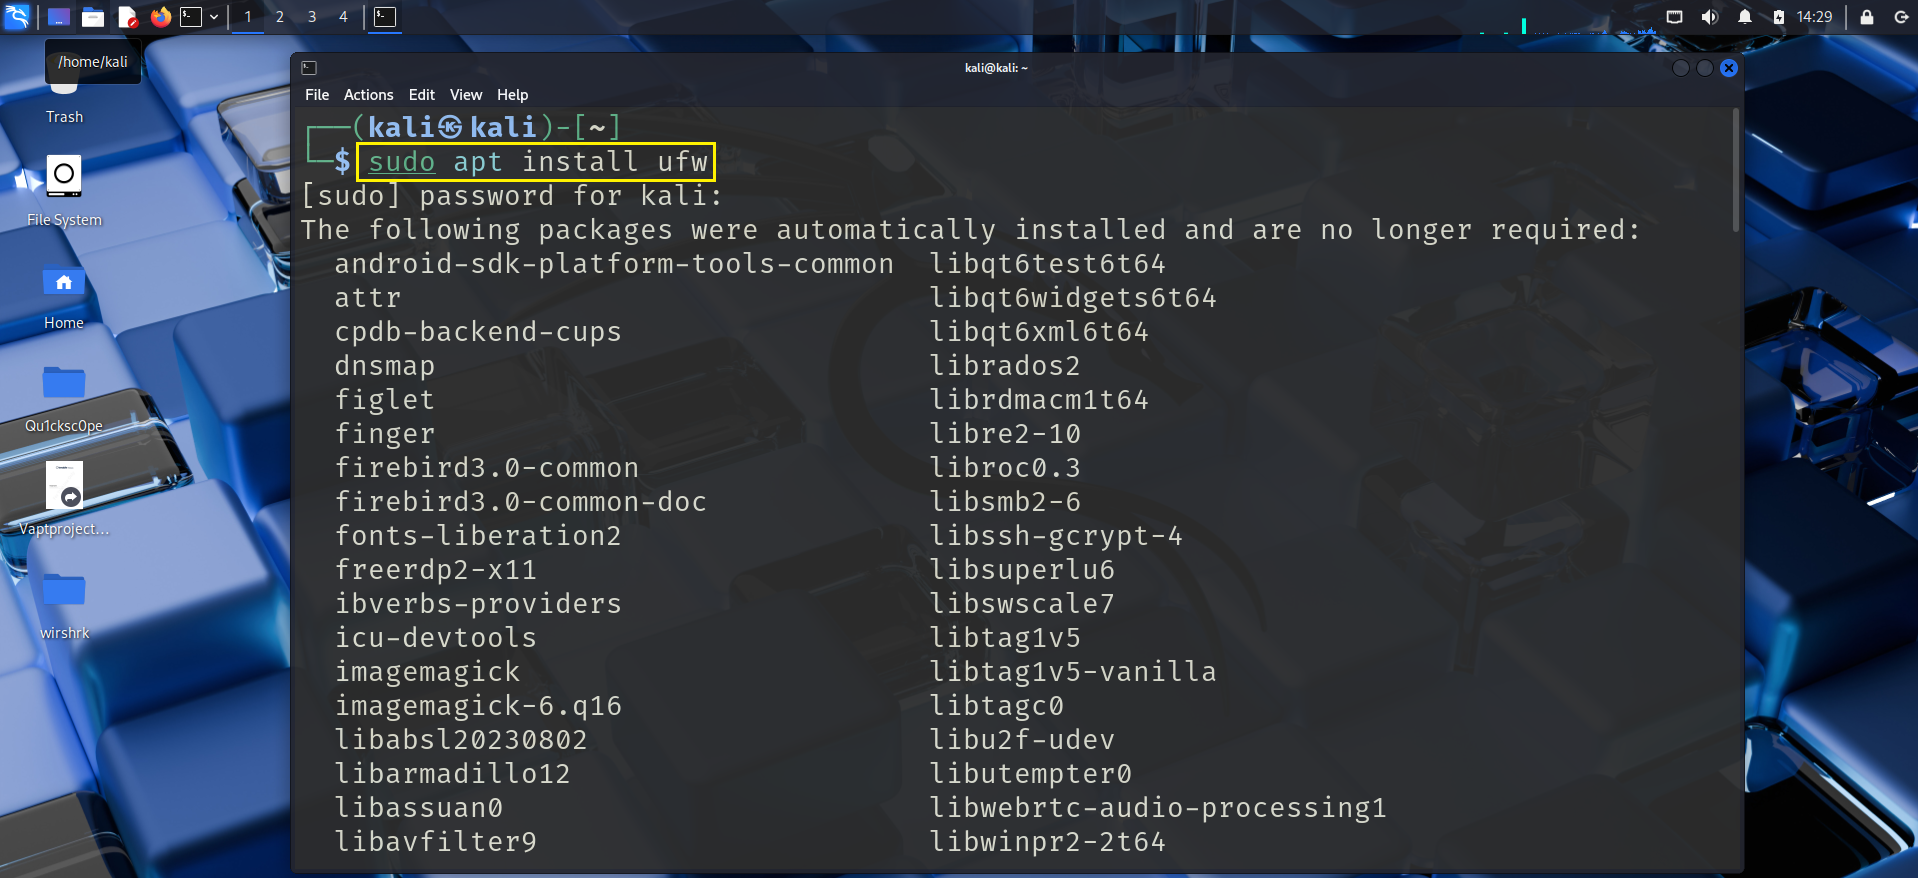 1 2 3 4
14:29
/home/kali
Trash
File System
Home
Qu1cksc0pe
Vaptproject...
wirshrk
kali@kali: ~
File Actions Edit View Help
┌──(kali㉿kali)-[~]
└─$ sudo apt install ufw
[sudo] password for kali:
The following packages were automatically installed and are no longer required:
android-sdk-platform-tools-common libqt6test6t64
attr libqt6widgets6t64
cpdb-backend-cups libqt6xml6t64
dnsmap librados2
figlet librdmacm1t64
finger libre2-10
firebird3.0-common libroc0.3
firebird3.0-common-doc libsmb2-6
fonts-liberation2 libssh-gcrypt-4
freerdp2-x11 libsuperlu6
ibverbs-providers libswscale7
icu-devtools libtag1v5
imagemagick libtag1v5-vanilla
imagemagick-6.q16 libtagc0
libabsl20230802 libu2f-udev
libarmadillo12 libutempter0
libassuan0 libwebrtc-audio-processing1
libavfilter9 libwinpr2-2t64